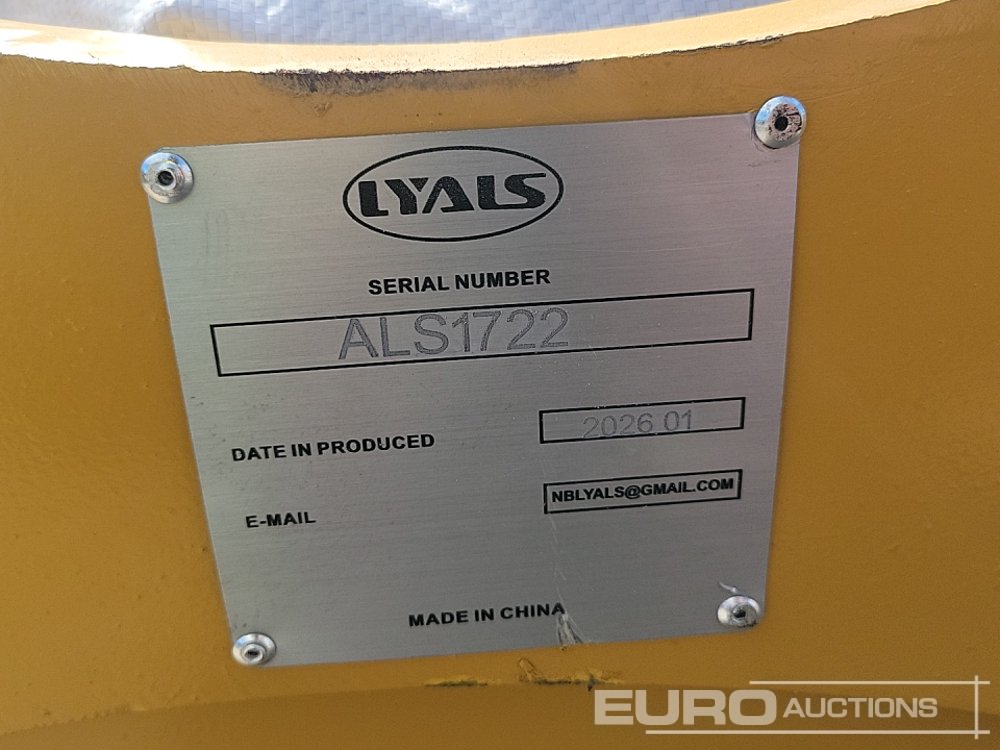 LYALS
SERIAL NUMBER
ALS1722
DATE IN PRODUCED
2026 01
E-MAIL
NBLYALS@GMAIL.COM
MADE IN CHINA
EURO AUCTIONS